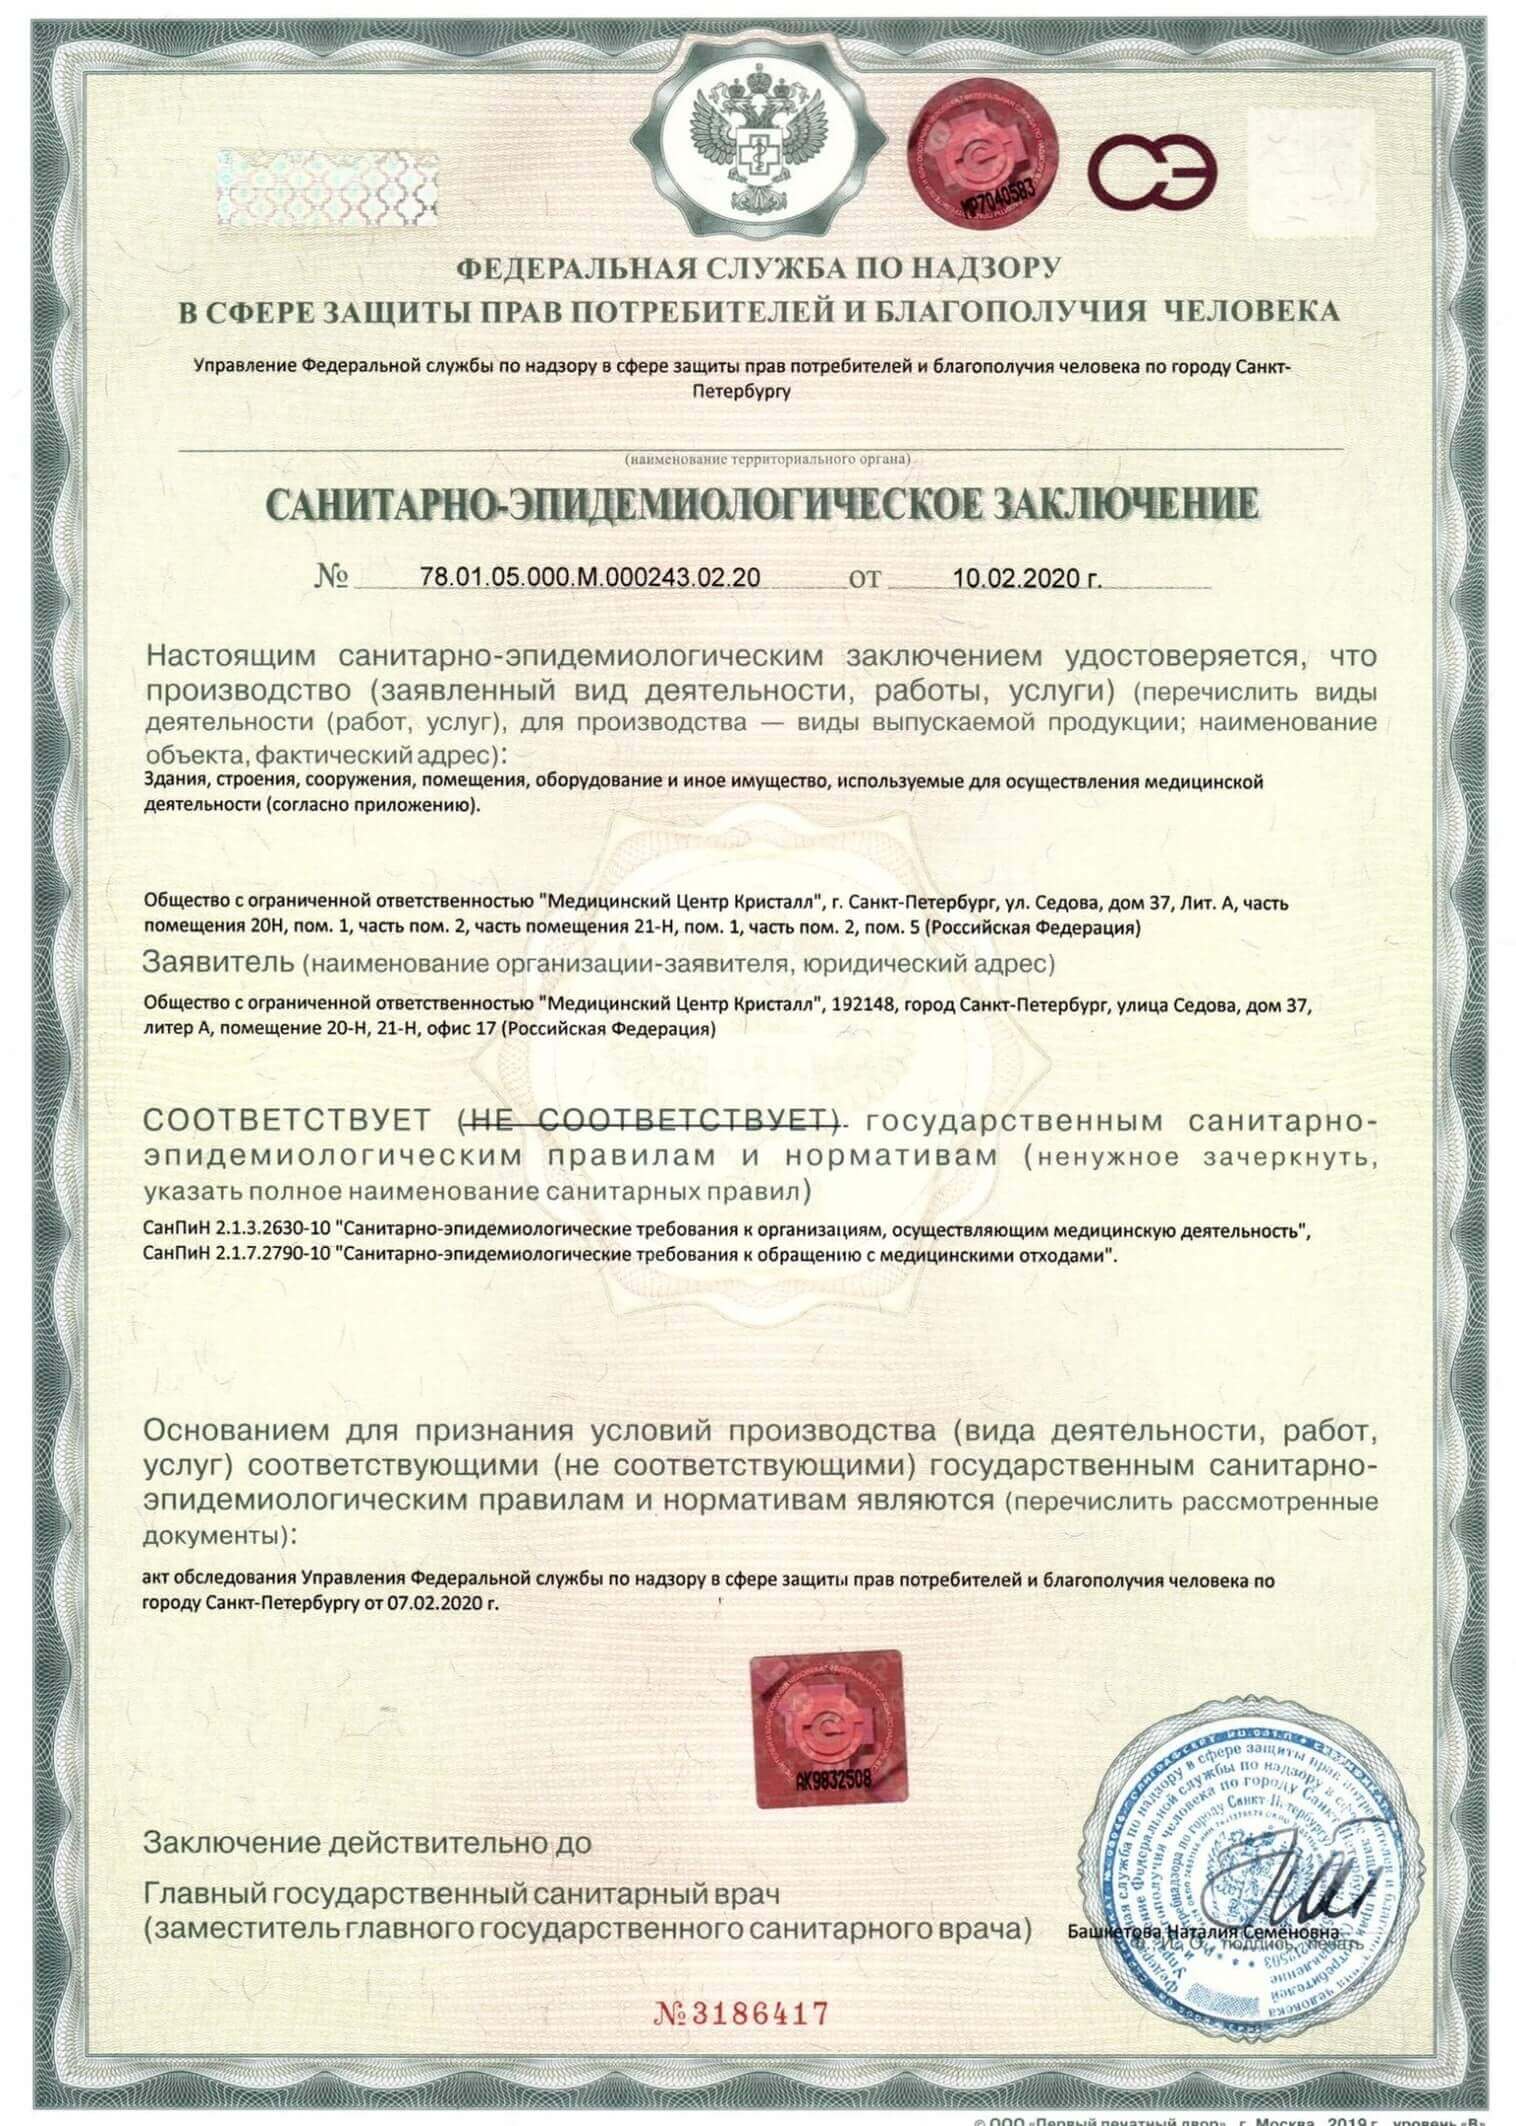 МР7040583
СЭ
ФЕДЕРАЛЬНАЯ СЛУЖБА ПО НАДЗОРУ
В СФЕРЕ ЗАЩИТЫ ПРАВ ПОТРЕБИТЕЛЕЙ И БЛАГОПОЛУЧИЯ ЧЕЛОВЕКА
Управление Федеральной службы по надзору в сфере защиты прав потребителей и благополучия человека по городу Санкт-
Петербургу
(наименование территориального органа)
САНИТАРНО-ЭПИДЕМИОЛОГИЧЕСКОЕ ЗАКЛЮЧЕНИЕ
№ 78.01.05.000.М.000243.02.20 от 10.02.2020 г.
Настоящим санитарно-эпидемиологическим заключением удостоверяется, что
производство (заявленный вид деятельности, работы, услуги) (перечислить виды
деятельности (работ, услуг), для производства — виды выпускаемой продукции; наименование
объекта, фактический адрес):
Здания, строения, сооружения, помещения, оборудование и иное имущество, используемые для осуществления медицинской
деятельности (согласно приложению).
Общество с ограниченной ответственностью "Медицинский Центр Кристалл", г. Санкт-Петербург, ул. Седова, дом 37, Лит. А, часть
помещения 20Н, пом. 1, часть пом. 2, часть помещения 21-Н, пом. 1, часть пом. 2, пом. 5 (Российская Федерация)
Заявитель (наименование организации-заявителя, юридический адрес)
Общество с ограниченной ответственностью "Медицинский Центр Кристалл", 192148, город Санкт-Петербург, улица Седова, дом 37,
литер А, помещение 20-Н, 21-Н, офис 17 (Российская Федерация)
СООТВЕТСТВУЕТ (НЕ СООТВЕТСТВУЕТ) государственным санитарно-
эпидемиологическим правилам и нормативам (ненужное зачеркнуть,
указать полное наименование санитарных правил)
СанПиН 2.1.3.2630-10 "Санитарно-эпидемиологические требования к организациям, осуществляющим медицинскую деятельность",
СанПиН 2.1.7.2790-10 "Санитарно-эпидемиологические требования к обращению с медицинскими отходами".
Основанием для признания условий производства (вида деятельности, работ,
услуг) соответствующими (не соответствующими) государственным санитарно-
эпидемиологическим правилам и нормативам являются (перечислить рассмотренные
документы):
акт обследования Управления Федеральной службы по надзору в сфере защиты прав потребителей и благополучия человека по
городу Санкт-Петербургу от 07.02.2020 г.
АК9832508
Заключение действительно до
Главный государственный санитарный врач
(заместитель главного государственного санитарного врача)
Башкетова Наталия Семеновна
Ф. И. О., подпись, печать
№3186417
© ООО «Первый печатный двор», г. Москва, 2019 г., уровень «В»